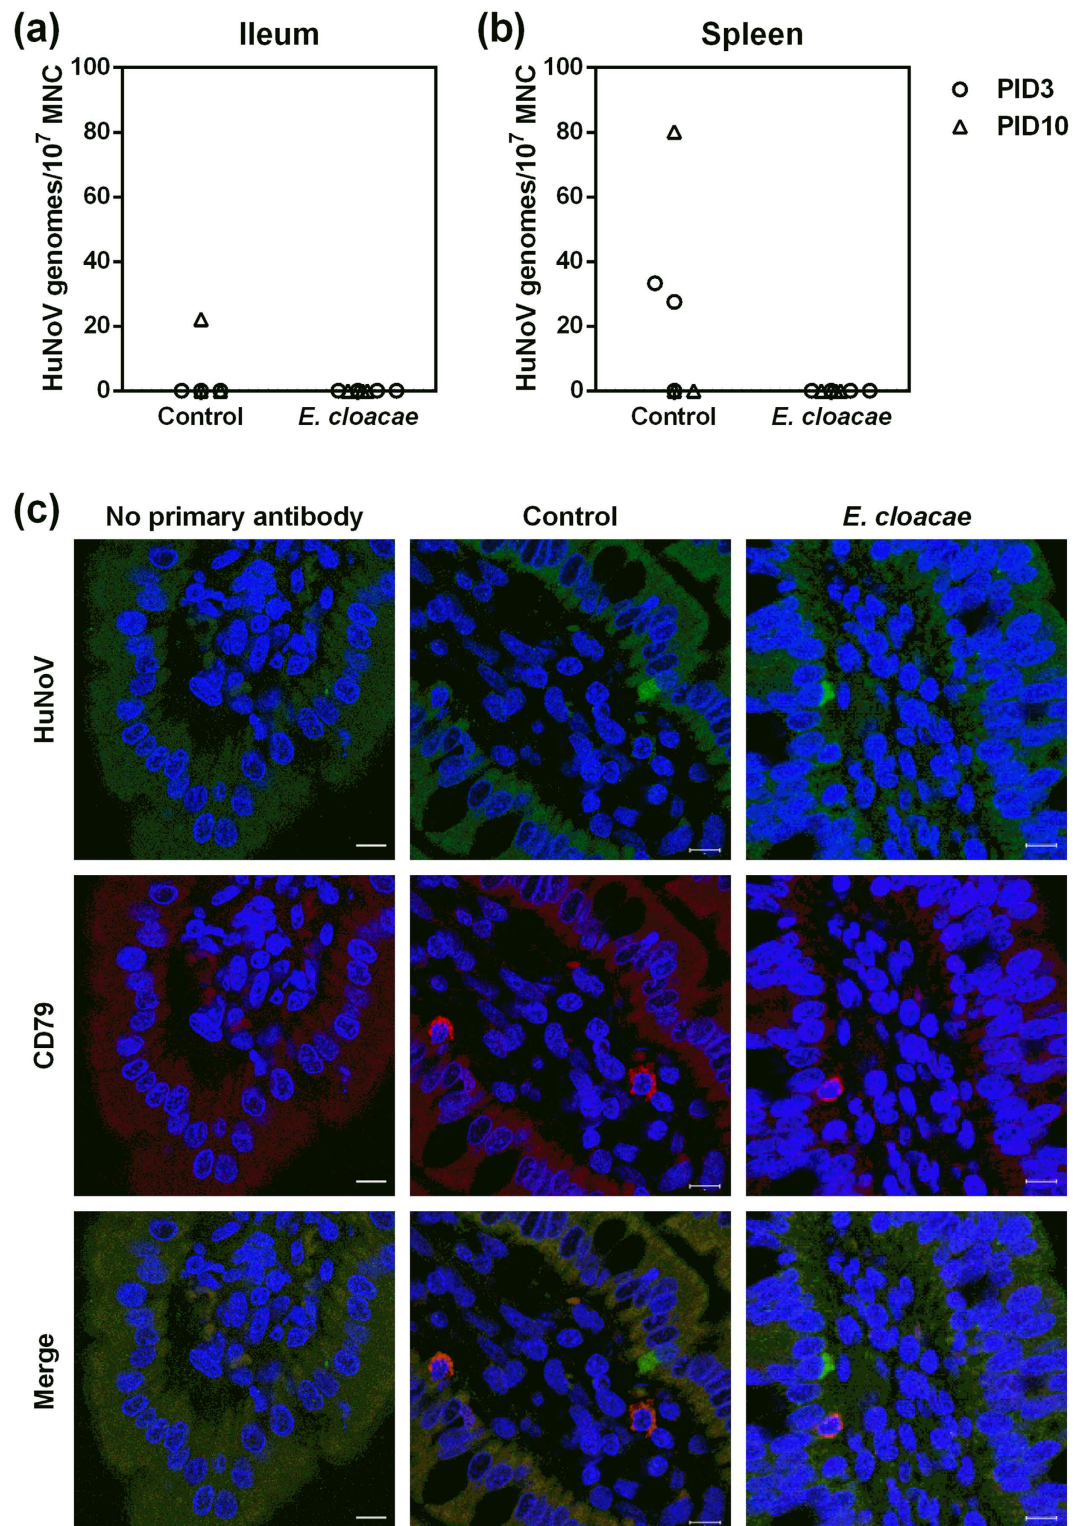 (a)
Ileum
HuNoV genomes/10⁷ MNC
100
80
60
40
20
0
Control
E. cloacae
(b)
Spleen
HuNoV genomes/10⁷ MNC
100
80
60
40
20
0
Control
E. cloacae
PID3
PID10
(c)
No primary antibody
Control
E. cloacae
HuNoV
CD79
Merge